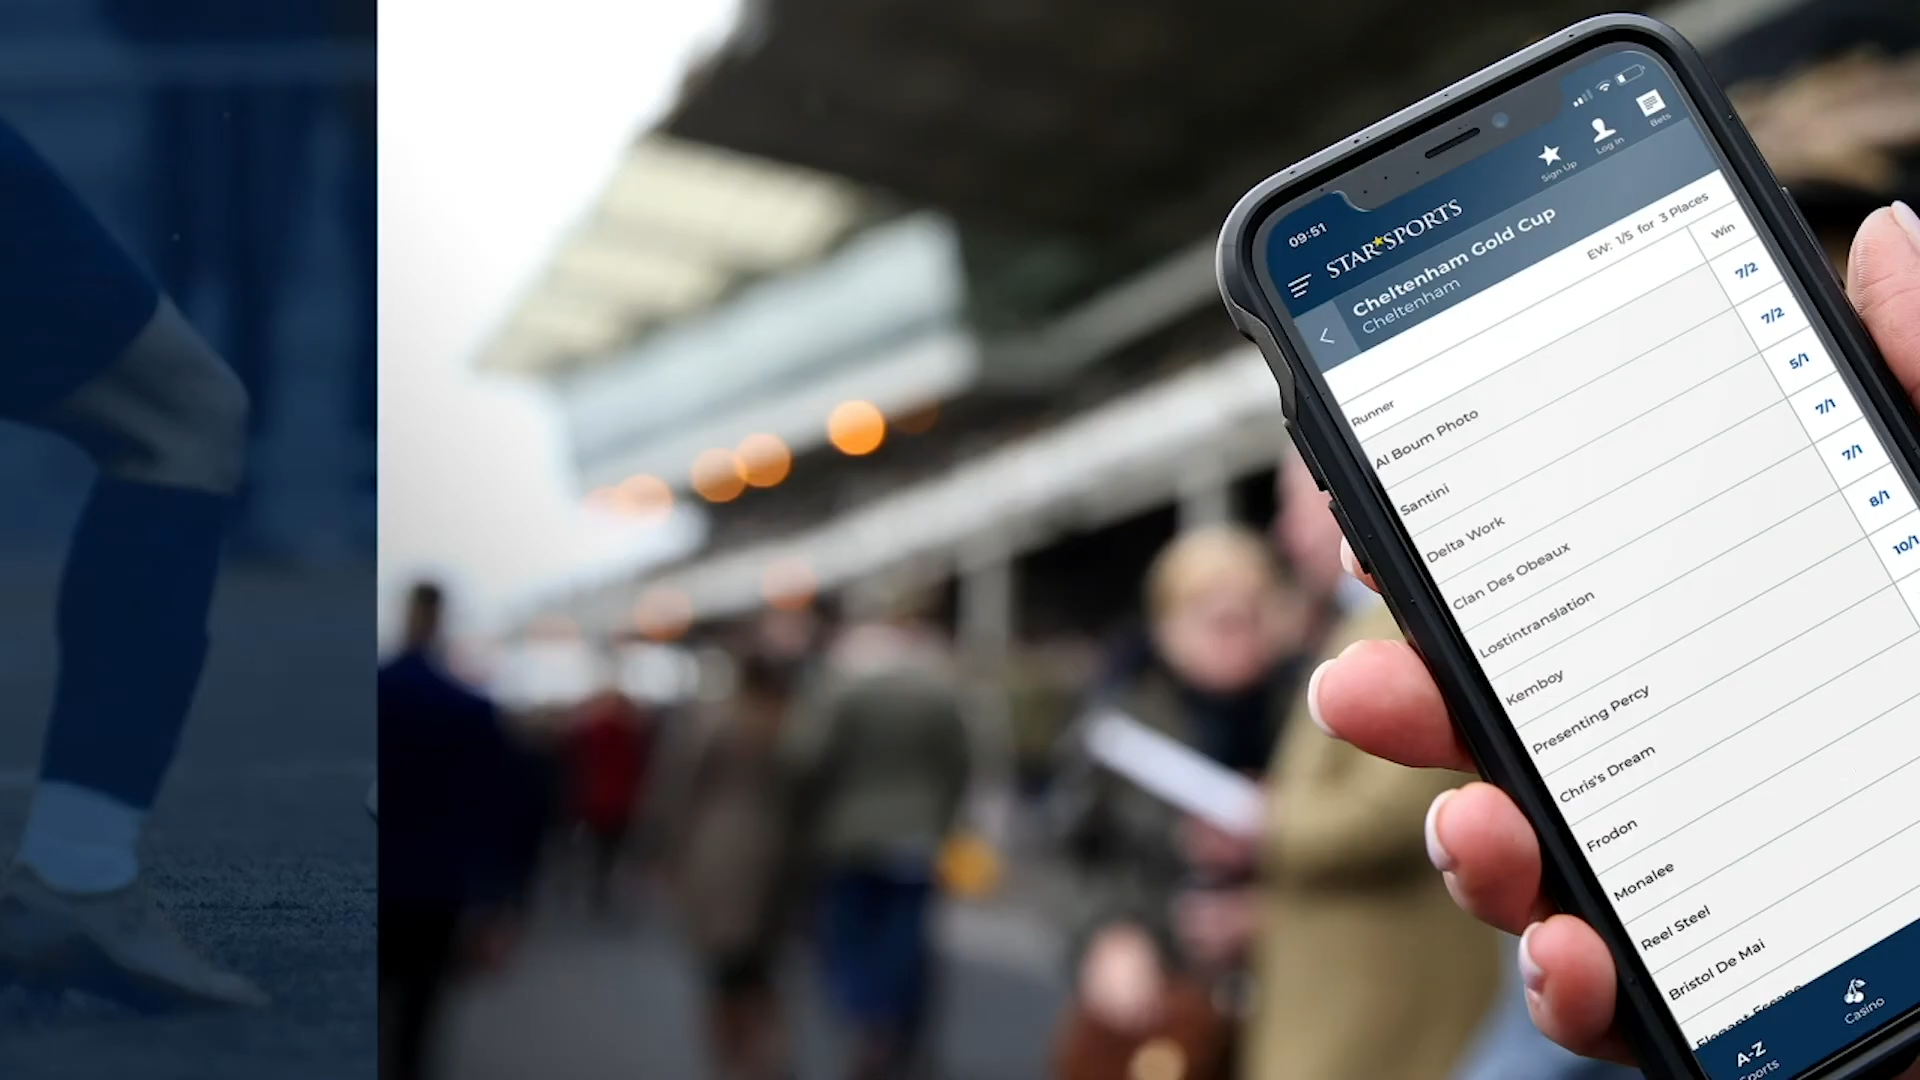 09:51
STAR SPORTS
Sign Up
Log In
Bets
Cheltenham Gold Cup
Cheltenham
EW: 1/5 for 3 Places
Runner
Win
Al Boum Photo
7/2
Santini
7/2
Delta Work
5/1
Clan Des Obeaux
7/1
Lostintranslation
7/1
Kemboy
8/1
Presenting Percy
10/1
Chris's Dream
Frodon
Monalee
Reel Steel
Bristol De Mai
Elegant Escape
A-Z
Sports
Casino